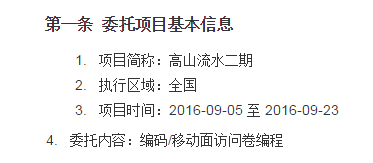 第一条 委托项目基本信息
1. 项目简称：高山流水二期
2. 执行区域：全国
3. 项目时间：2016-09-05 至 2016-09-23
4. 委托内容：编码/移动面访问卷编程